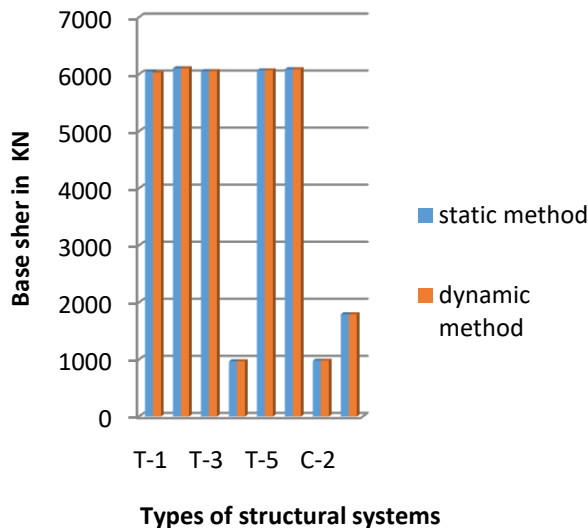 7000
6000
5000
4000
3000
2000
1000
0
Base sher in KN
T-1 T-3 T-5 C-2
Types of structural systems
static method
dynamic
method